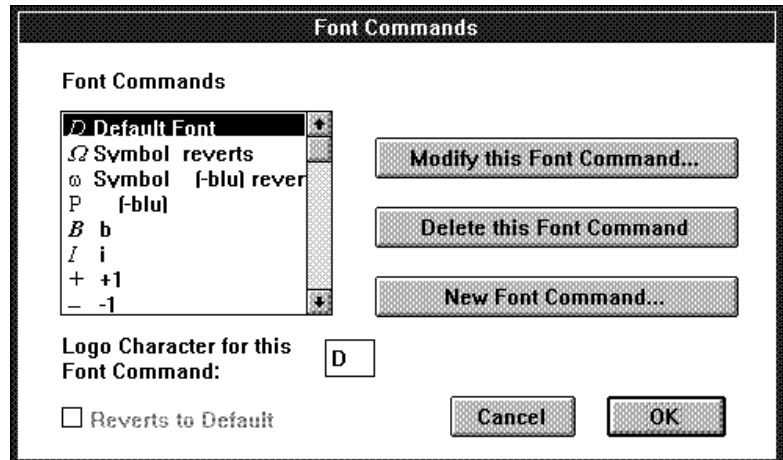 Font Commands
Font Commands
D Default Font
Ω Symbol reverts
ω Symbol (-blu) rever
P (-blu)
B b
I i
+ +1
– -1
Modify this Font Command...
Delete this Font Command
New Font Command...
Logo Character for this
Font Command:
D
Reverts to Default
Cancel
OK